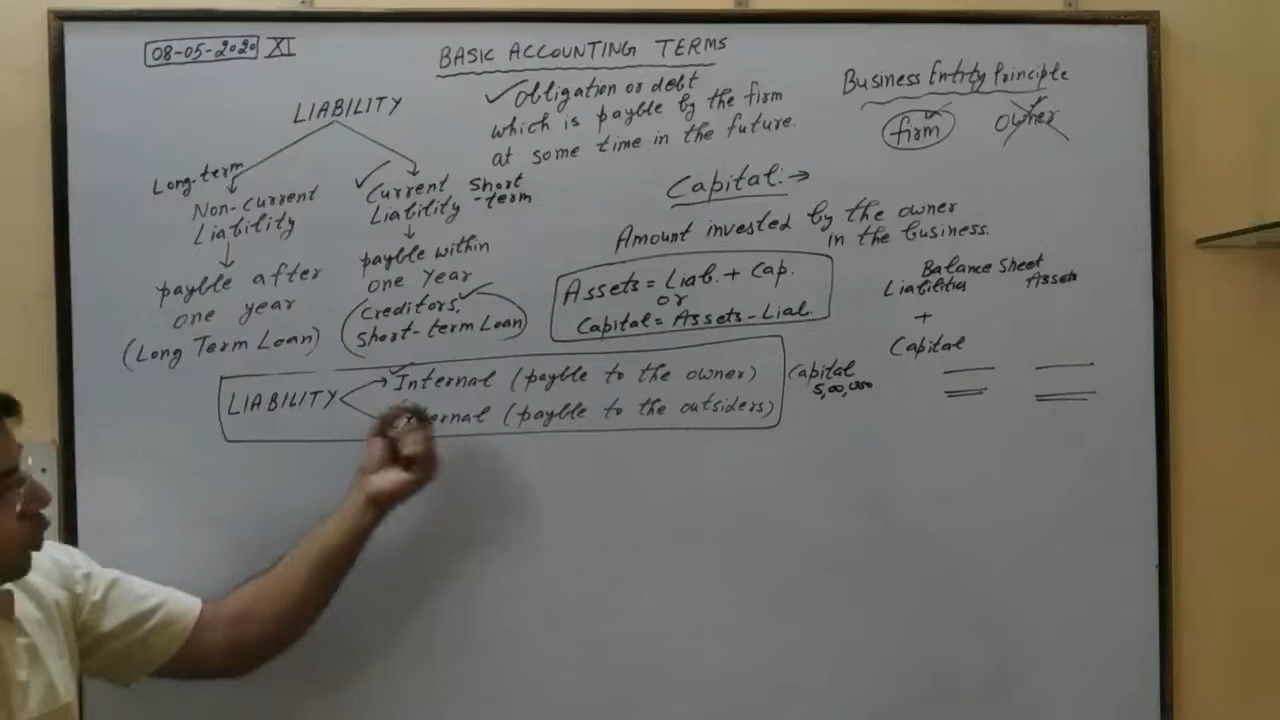 08-05-2020 XI
BASIC ACCOUNTING TERMS
LIABILITY
Long-term
Non-Current
Liability
payble after
one year
(Long Term Loan)
Current
Liability
Short
-term
payble within
one year
(Creditors,
Short-term Loan)
✓ Obligation or debt
which is payble by the firm
at some time in the future.
Business Entity Principle
firm owner
Capital:→
Amount invested by the owner
in the business.
Assets = Liab. + Cap.
or
Capital = Assets - Liab.
Balance Sheet
Liabilities Assets
+
Capital
LIABILITY
Internal (payble to the owner)
External (payble to the outsiders)
Capital
5,00,000